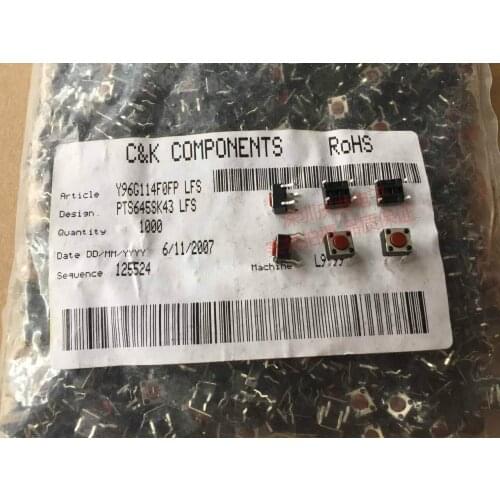 C&K COMPONENTS RoHS
Article Y96G114F0FP LFS
Design. PTS645SK43 LFS
Quantity 1000
Date DD/MM/YYYY 6/11/2007
Sequence 125524
Machine